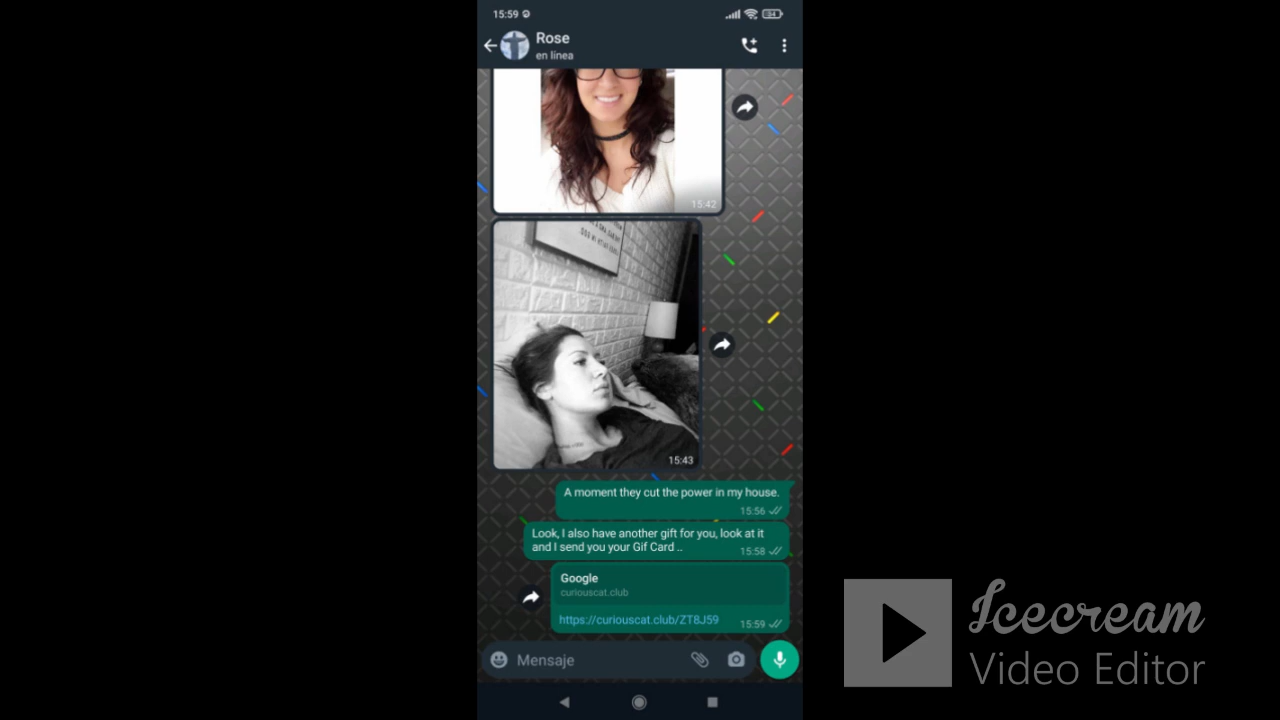 15:59
34
Rose
en línea
15:42
15:43
A moment they cut the power in my house.
15:56
Look, I also have another gift for you, look at it
and I send you your Gif Card ..
15:58
Google
curiouscat.club
https://curiouscat.club/ZT8J59
15:59
Mensaje
Icecream
Video Editor